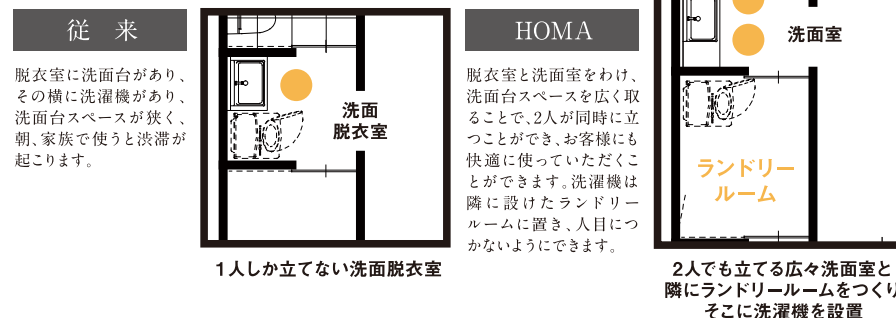 従　来
脱衣室に洗面台があり、
その横に洗濯機があり、
洗面台スペースが狭く、
朝、家族で使うと渋滞が
起こります。
洗面
脱衣室
1人しか立てない洗面脱衣室
HOMA
脱衣室と洗面室をわけ、
洗面台スペースを広く取
ることで、2人が同時に立
つことができ、お客様にも
快適に使っていただくこ
とができます。洗濯機は
隣に設けたランドリー
ルームに置き、人目につ
かないようにできます。
洗面室
ランドリー
ルーム
2人でも立てる広々洗面室と
隣にランドリールームをつくり
そこに洗濯機を設置